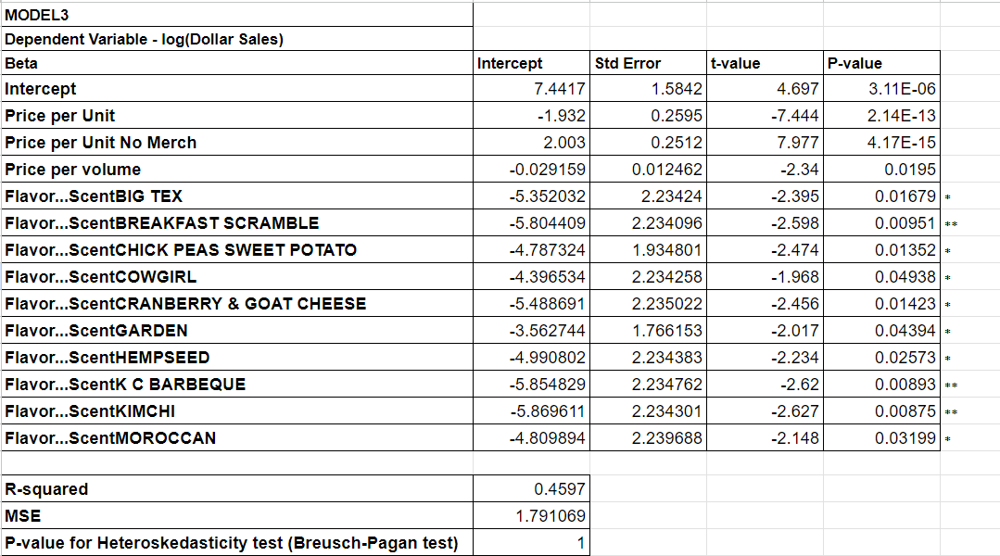 MODEL3
Dependent Variable - log(Dollar Sales)
Beta Intercept Std Error t-value P-value
Intercept 7.4417 1.5842 4.697 3.11E-06
Price per Unit -1.932 0.2595 -7.444 2.14E-13
Price per Unit No Merch 2.003 0.2512 7.977 4.17E-15
Price per volume -0.029159 0.012462 -2.34 0.0195
Flavor...ScentBIG TEX -5.352032 2.23424 -2.395 0.01679 *
Flavor...ScentBREAKFAST SCRAMBLE -5.804409 2.234096 -2.598 0.00951 **
Flavor...ScentCHICK PEAS SWEET POTATO -4.787324 1.934801 -2.474 0.01352 *
Flavor...ScentCOWGIRL -4.396534 2.234258 -1.968 0.04938 *
Flavor...ScentCRANBERRY & GOAT CHEESE -5.488691 2.235022 -2.456 0.01423 *
Flavor...ScentGARDEN -3.562744 1.766153 -2.017 0.04394 *
Flavor...ScentHEMPSEED -4.990802 2.234383 -2.234 0.02573 *
Flavor...ScentK C BARBEQUE -5.854829 2.234762 -2.62 0.00893 **
Flavor...ScentKIMCHI -5.869611 2.234301 -2.627 0.00875 **
Flavor...ScentMOROCCAN -4.809894 2.239688 -2.148 0.03199 *
R-squared 0.4597
MSE 1.791069
P-value for Heteroskedasticity test (Breusch-Pagan test) 1